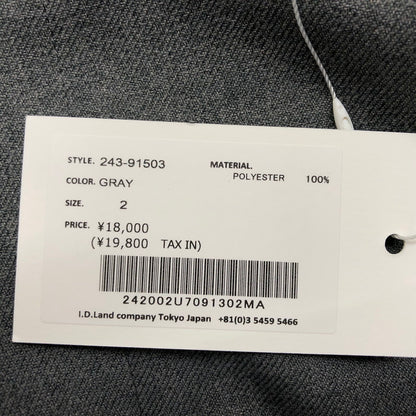 STYLE. 243-91503
MATERIAL.
POLYESTER 100%
COLOR. GRAY
SIZE. 2
PRICE. ¥18,000
(¥19,800 TAX IN)
242002U7091302MA
I.D.Land company Tokyo Japan +81(0)3 5459 5466